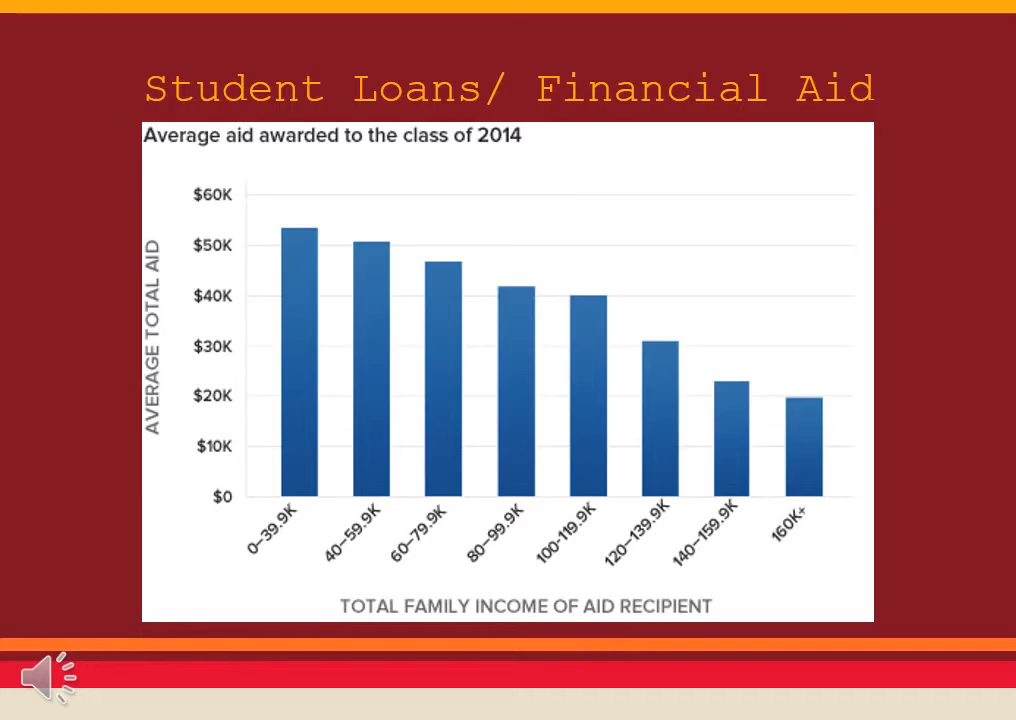 Student Loans/ Financial Aid
Average aid awarded to the class of 2014
AVERAGE TOTAL AID
$60K
$50K
$40K
$30K
$20K
$10K
$0
0–39.9K
40–59.9K
60–79.9K
80–99.9K
100-119.9K
120–139.9K
140–159.9K
160K+
TOTAL FAMILY INCOME OF AID RECIPIENT